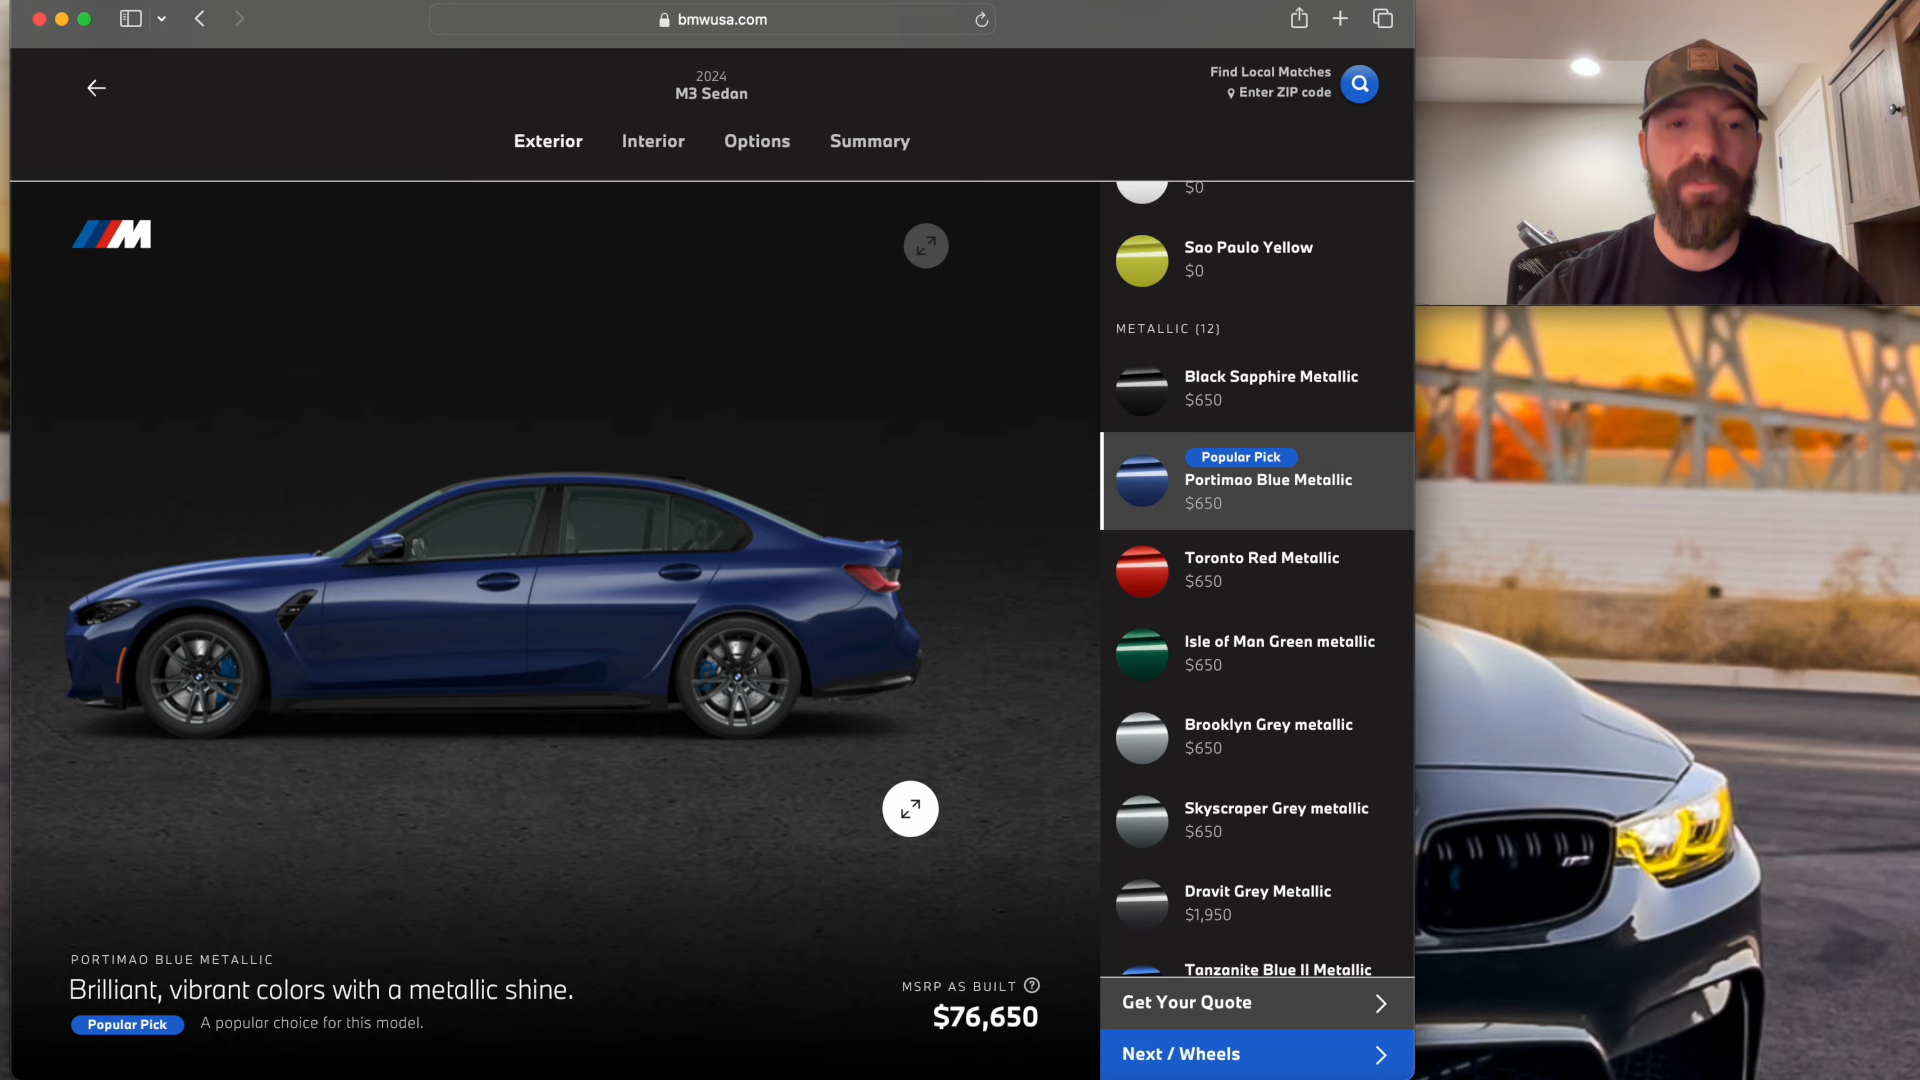 bmwusa.com
2024
M3 Sedan
Find Local Matches
Enter ZIP code
Exterior
Interior
Options
Summary
M
$0
Sao Paulo Yellow
$0
METALLIC (12)
Black Sapphire Metallic
$650
Popular Pick
Portimao Blue Metallic
$650
Toronto Red Metallic
$650
Isle of Man Green metallic
$650
Brooklyn Grey metallic
$650
Skyscraper Grey metallic
$650
Dravit Grey Metallic
$1,950
Tanzanite Blue II Metallic
PORTIMAO BLUE METALLIC
Brilliant, vibrant colors with a metallic shine.
Popular Pick
A popular choice for this model.
MSRP AS BUILT ?
$76,650
Get Your Quote
Next / Wheels